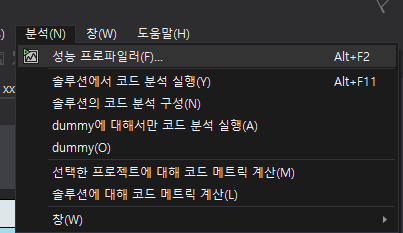 분석(N) 창(W) 도움말(H)
성능 프로파일러(F)... Alt+F2
xx
솔루션에서 코드 분석 실행(Y) Alt+F11
솔루션의 코드 분석 구성(N)
dummy에 대해서만 코드 분석 실행(A)
dummy(O)
선택한 프로젝트에 대해 코드 메트릭 계산(M)
솔루션에 대해 코드 메트릭 계산(L)
창(W)